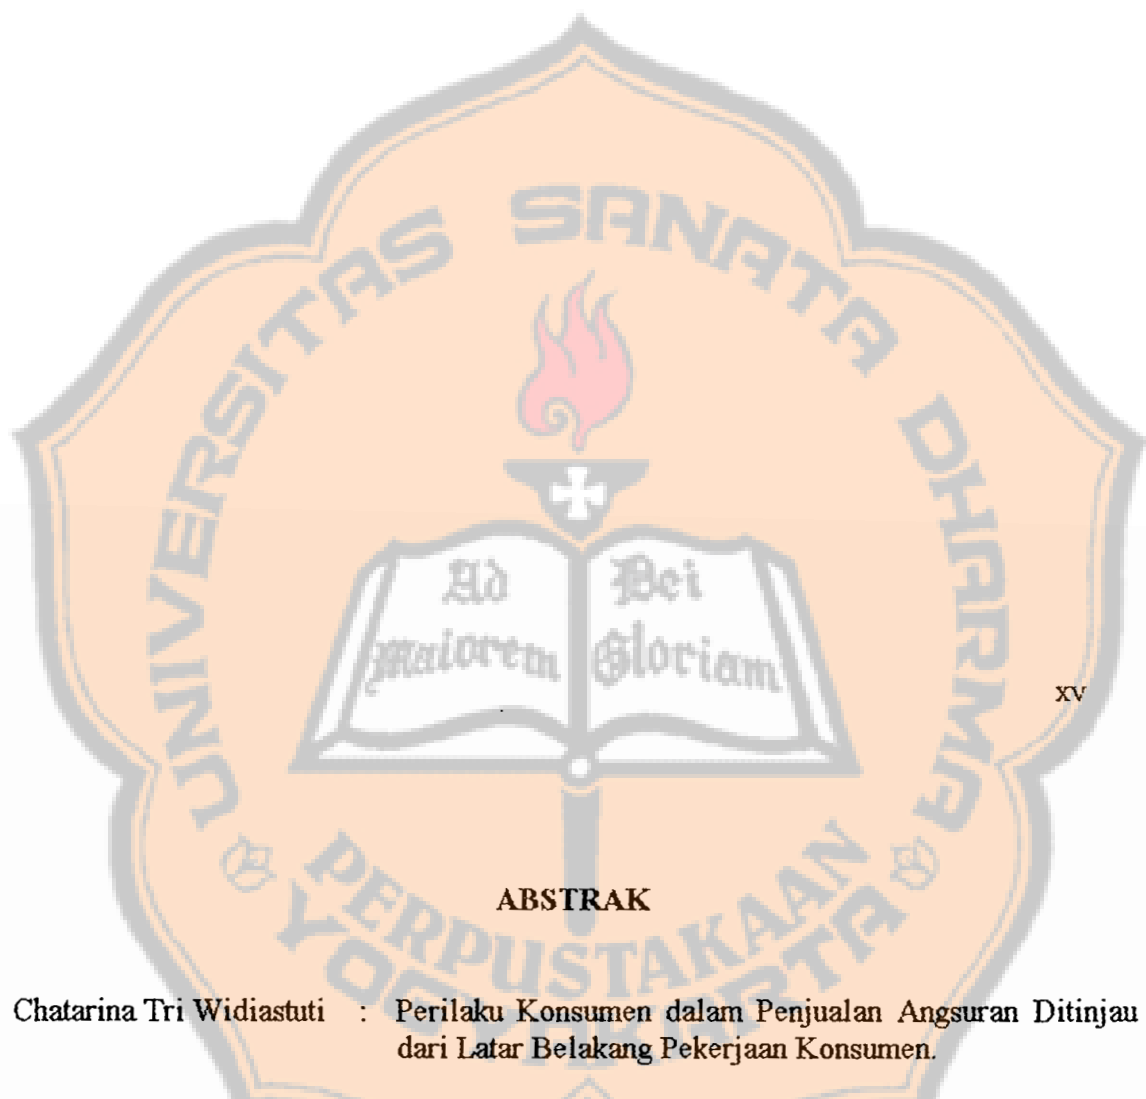 UNIVERSITAS SANATA DHARMA
Ad Dei
maiorem Gloriam
xv
PERPUSTAKAAN
YOGYAKARTA
ABSTRAK
Chatarina Tri Widiastuti : Perilaku Konsumen dalam Penjualan Angsuran Ditinjau
dari Latar Belakang Pekerjaan Konsumen.